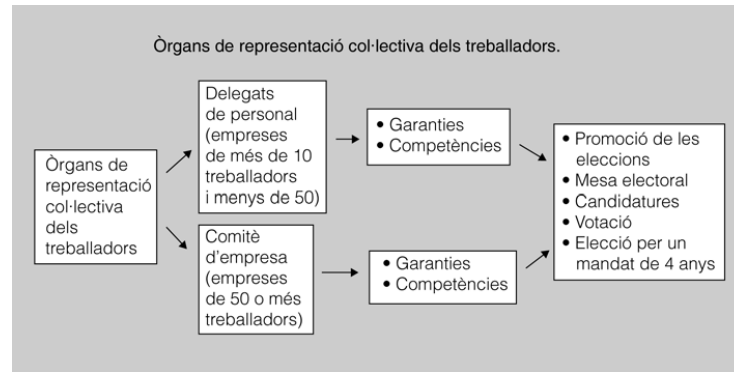 Òrgans de representació col·lectiva dels treballadors.
Òrgans de
representació
col·lectiva
dels
treballadors
Delegats
de personal
(empreses
de més de 10
treballadors
i menys de 50)
• Garanties
• Competències
Comitè
d'empresa
(empreses
de 50 o més
treballadors)
• Garanties
• Competències
• Promoció de les
eleccions
• Mesa electoral
• Candidatures
• Votació
• Elecció per un
mandat de 4 anys